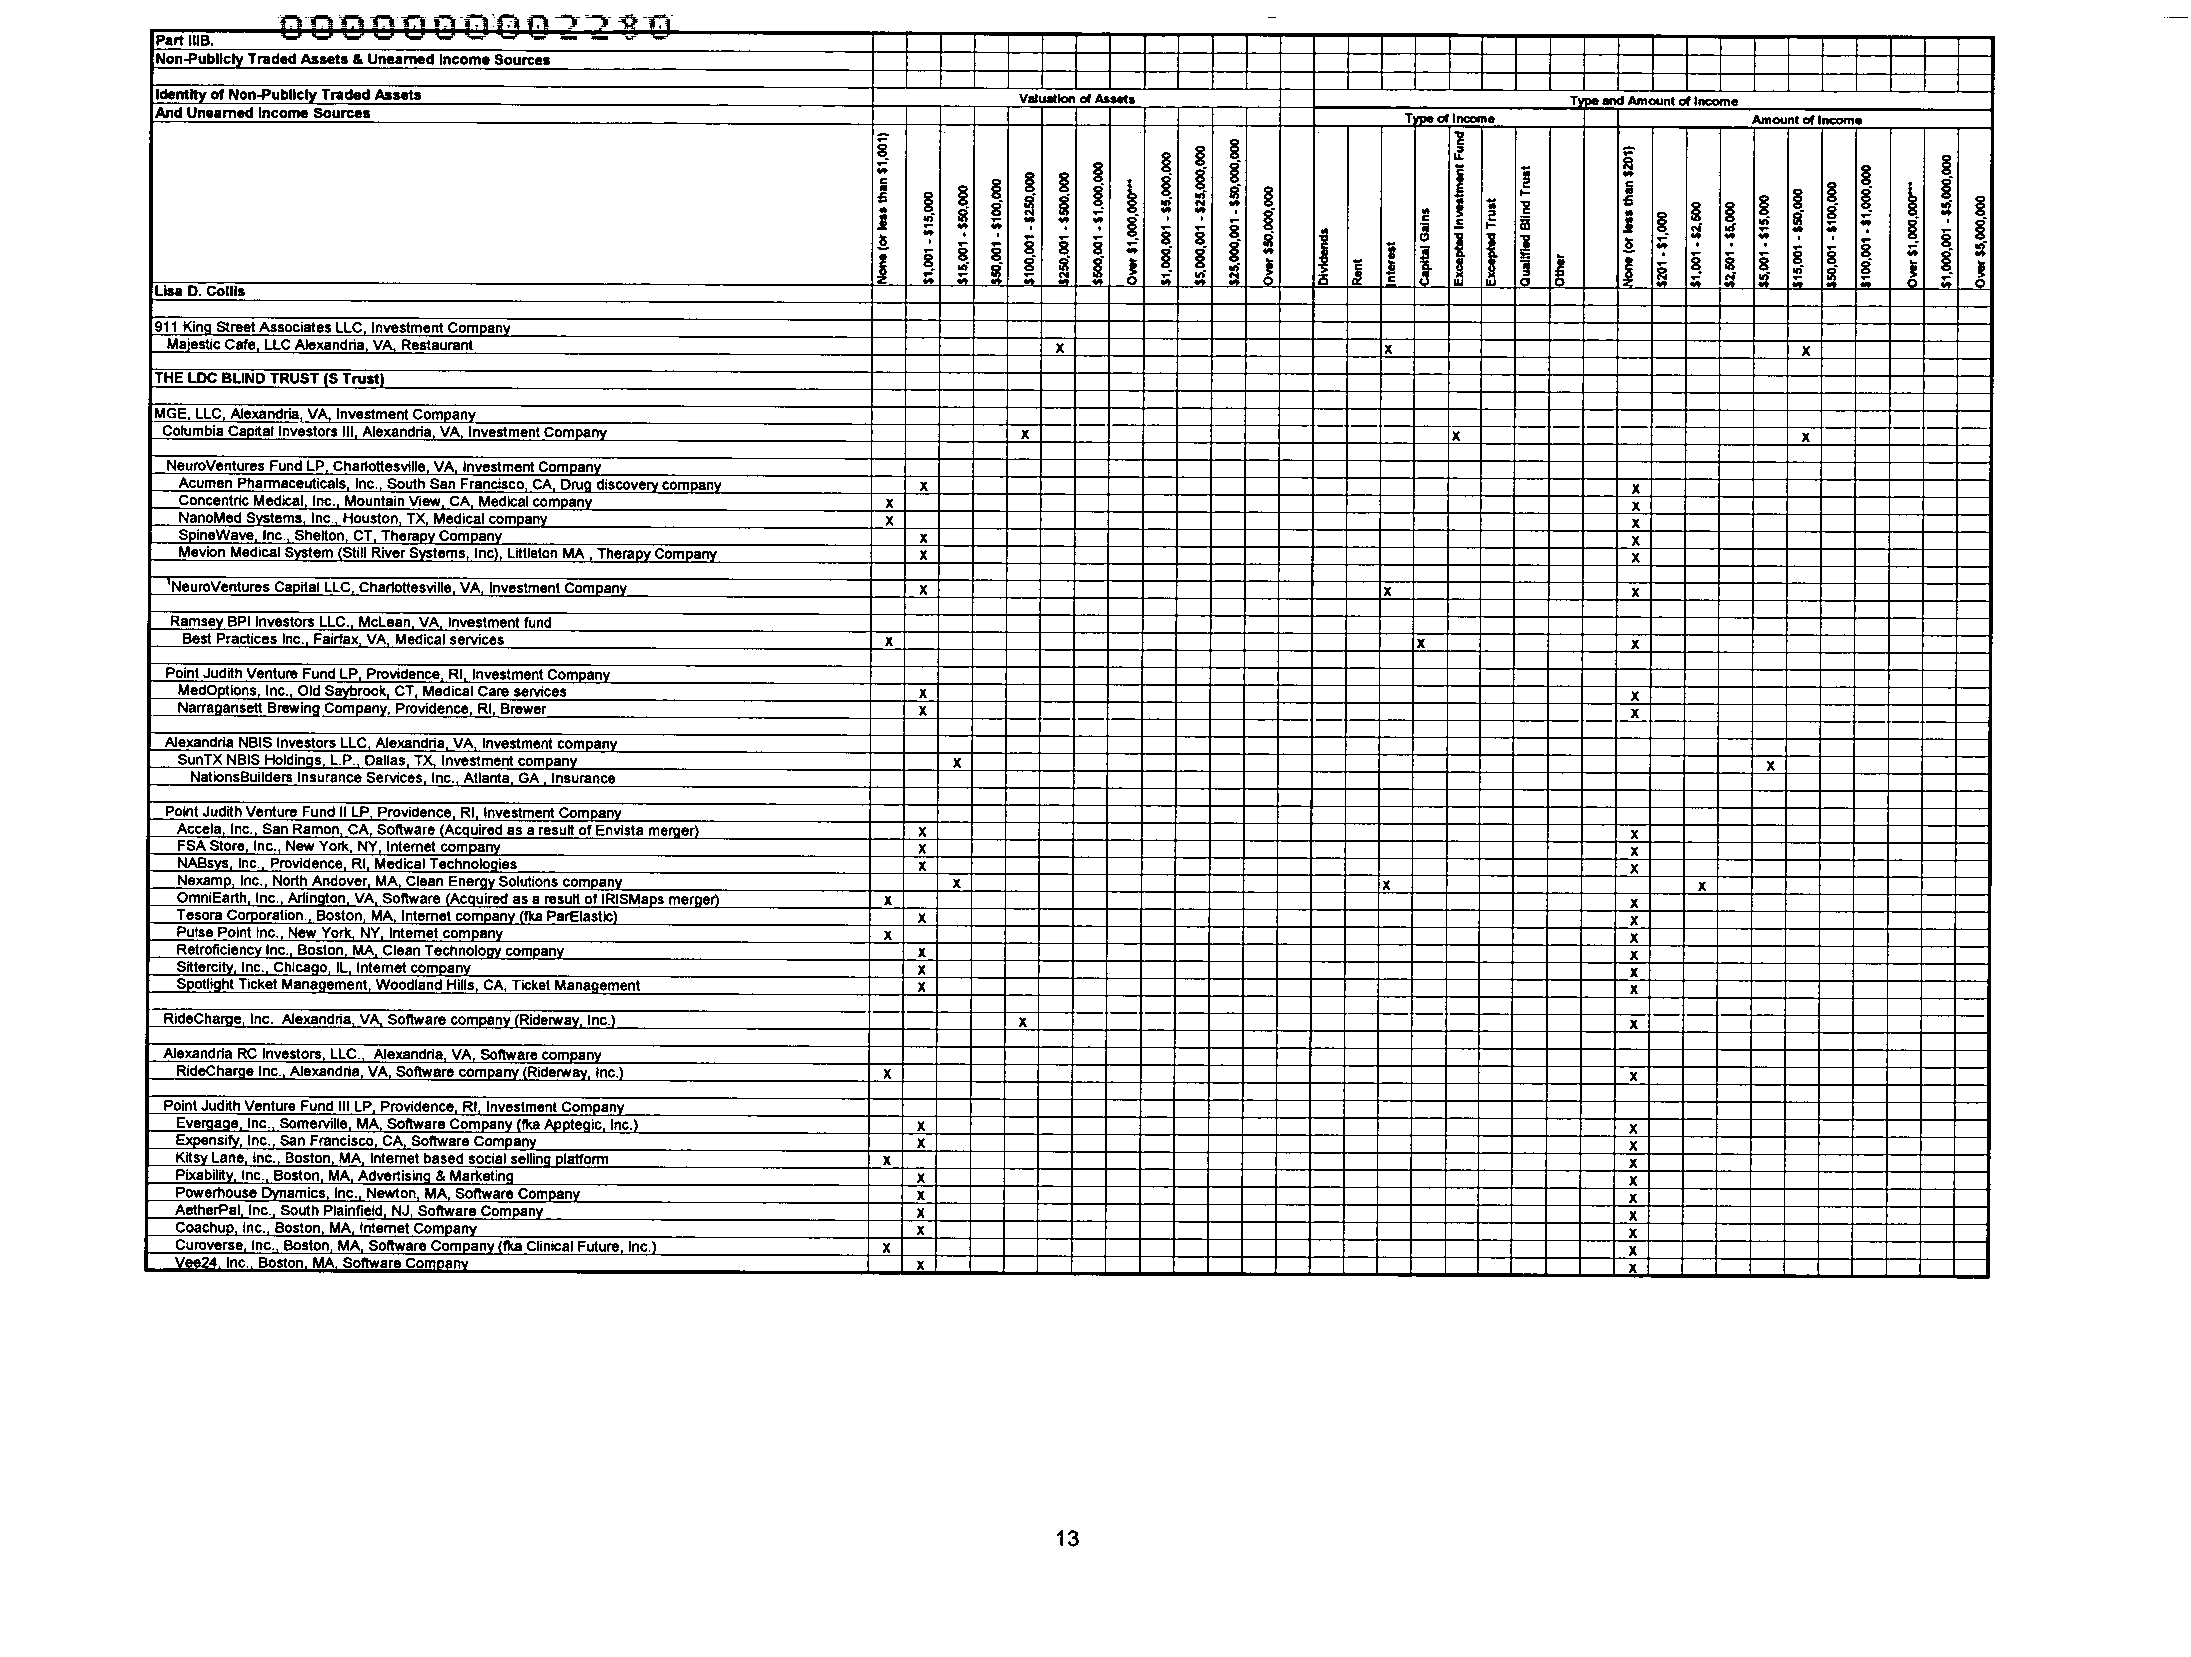 000000002280
Part IIIB.
Non-Publicly Traded Assets & Unearned Income Sources
Identity of Non-Publicly Traded Assets
And Unearned Income Sources
Valuation of Assets
Type and Amount of Income
Type of Income
Amount of Income
None (or less than $1,001)
$1,001 - $15,000
$15,001 - $50,000
$50,001 - $100,000
$100,001 - $250,000
$250,001 - $500,000
$500,001 - $1,000,000
Over $1,000,000***
$1,000,001 - $5,000,000
$5,000,001 - $25,000,000
$25,000,001 - $50,000,000
Over $50,000,000
Dividends
Rent
Interest
Capital Gains
Excepted Investment Fund
Excepted Trust
Qualified Blind Trust
Other
None (or less than $201)
$201 - $1,000
$1,001 - $2,500
$2,501 - $5,000
$5,001 - $15,000
$15,001 - $50,000
$50,001 - $100,000
$100,001 - $1,000,000
Over $1,000,000***
$1,000,001 - $5,000,000
Over $5,000,000
Lisa D. Collis
911 King Street Associates LLC, Investment Company
Majestic Cafe, LLC Alexandria, VA, Restaurant X X X
THE LDC BLIND TRUST (S Trust)
MGE, LLC, Alexandria, VA, Investment Company
Columbia Capital Investors III, Alexandria, VA, Investment Company X X X
NeuroVentures Fund LP, Charlottesville, VA, Investment Company
Acumen Pharmaceuticals, Inc., South San Francisco, CA, Drug discovery company X X
Concentric Medical, Inc., Mountain View, CA, Medical company X X
NanoMed Systems, Inc., Houston, TX, Medical company X X
SpineWave, Inc., Shelton, CT, Therapy Company X X
Mevion Medical System (Still River Systems, Inc), Littleton MA , Therapy Company X X
¹NeuroVentures Capital LLC, Charlottesville, VA, Investment Company X X X
Ramsey BPI Investors LLC., McLean, VA, Investment fund
Best Practices Inc., Fairfax, VA, Medical services X X X
Point Judith Venture Fund LP, Providence, RI, Investment Company
MedOptions, Inc., Old Saybrook, CT, Medical Care services X X
Narragansett Brewing Company, Providence, RI, Brewer X X
Alexandria NBIS Investors LLC, Alexandria, VA, Investment company
SunTX NBIS Holdings, L.P., Dallas, TX, Investment company X X
NationsBuilders Insurance Services, Inc., Atlanta, GA , Insurance
Point Judith Venture Fund II LP, Providence, RI, Investment Company
Accela, Inc., San Ramon, CA, Software (Acquired as a result of Envista merger) X X
FSA Store, Inc., New York, NY, Internet company X X
NABsys, Inc., Providence, RI, Medical Technologies X X
Nexamp, Inc., North Andover, MA, Clean Energy Solutions company X X X
OmniEarth, Inc., Arlington, VA, Software (Acquired as a result of IRISMaps merger) X X
Tesora Corporation., Boston, MA, Internet company (fka ParElastic) X X
Pulse Point Inc., New York, NY, Internet company X X
Retroficiency Inc., Boston, MA, Clean Technology company X X
Sittercity, Inc., Chicago, IL, Internet company X X
Spotlight Ticket Management, Woodland Hills, CA, Ticket Management X X
RideCharge, Inc. Alexandria, VA, Software company (Riderway, Inc.) X X
Alexandria RC Investors, LLC., Alexandria, VA, Software company
RideCharge Inc., Alexandria, VA, Software company (Riderway, Inc.) X X
Point Judith Venture Fund III LP, Providence, RI, Investment Company
Evergage, Inc., Somerville, MA, Software Company (fka Apptegic, Inc.) X X
Expensify, Inc., San Francisco, CA, Software Company X X
Kitsy Lane, Inc., Boston, MA, Internet based social selling platform X X
Pixability, Inc., Boston, MA, Advertising & Marketing X X
Powerhouse Dynamics, Inc., Newton, MA, Software Company X X
AetherPal, Inc., South Plainfield, NJ, Software Company X X
Coachup, Inc., Boston, MA, Internet Company X X
Curoverse, Inc., Boston, MA, Software Company (fka Clinical Future, Inc.) X X
Vee24, Inc., Boston, MA, Software Company X X
13